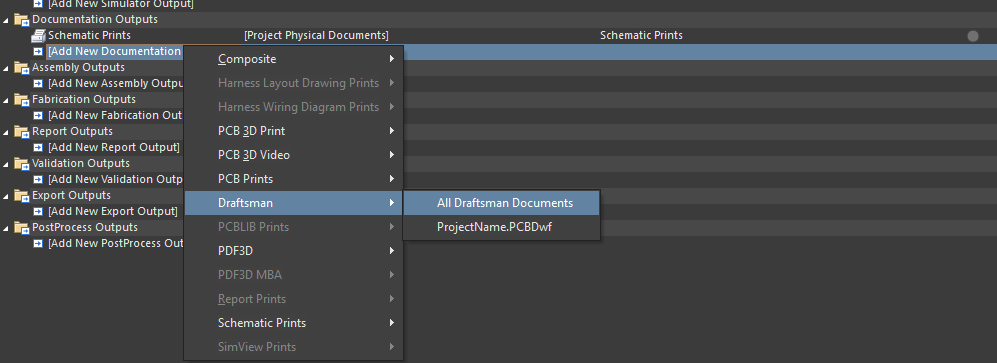 [Add New Simulator Output]
Documentation Outputs
Schematic Prints [Project Physical Documents] Schematic Prints
[Add New Documentation
Assembly Outputs
[Add New Assembly Outpu
Fabrication Outputs
[Add New Fabrication Out
Report Outputs
[Add New Report Output]
Validation Outputs
[Add New Validation Outp
Export Outputs
[Add New Export Output]
PostProcess Outputs
[Add New PostProcess Out
Composite
Harness Layout Drawing Prints
Harness Wiring Diagram Prints
PCB 3D Print
PCB 3D Video
PCB Prints
Draftsman
PCBLIB Prints
PDF3D
PDF3D MBA
Report Prints
Schematic Prints
SimView Prints
All Draftsman Documents
ProjectName.PCBDwf